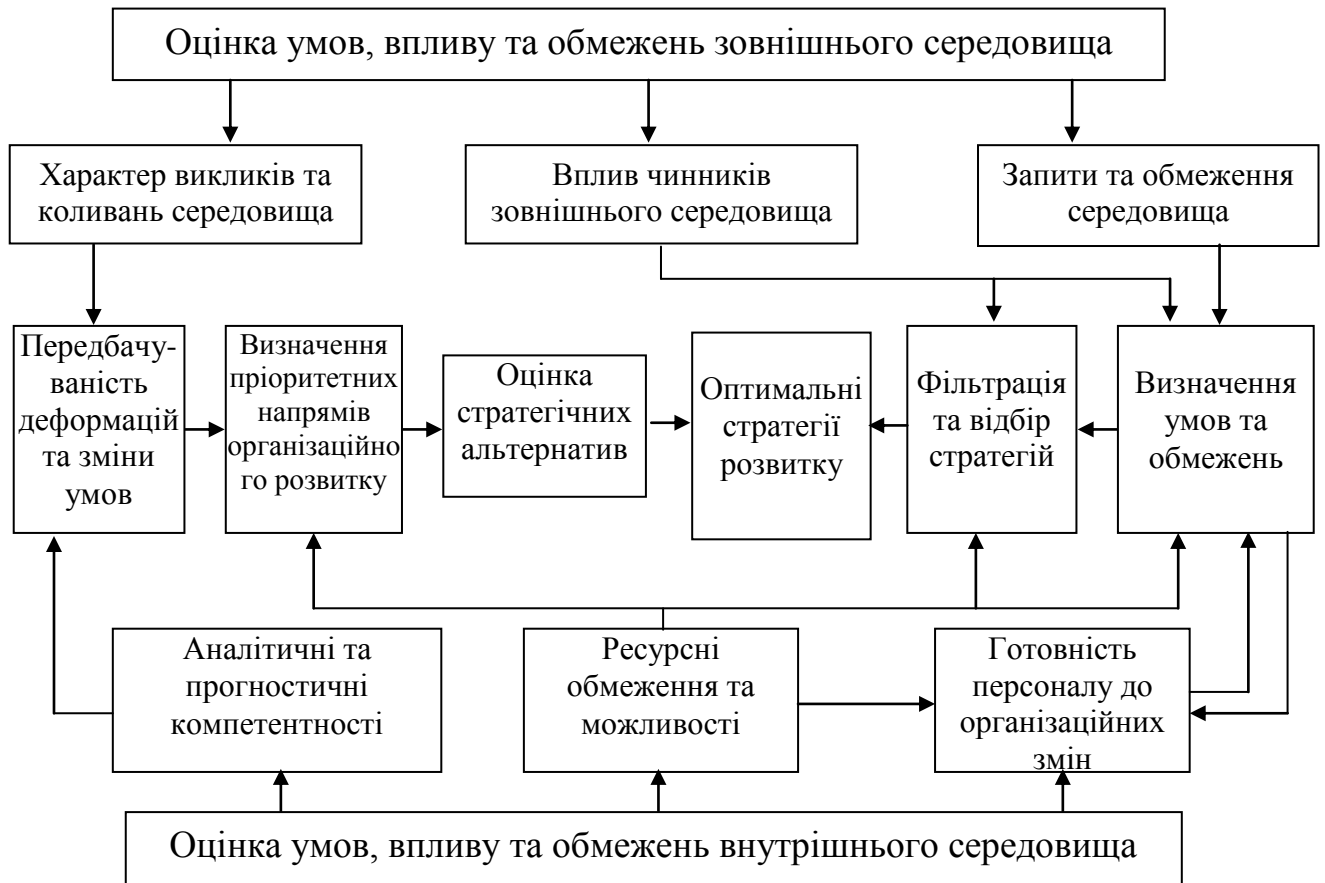 Оцінка умов, впливу та обмежень зовнішнього середовища
Характер викликів та
коливань середовища
Вплив чинників
зовнішнього середовища
Запити та обмеження
середовища
Передбачу-
ваність
деформацій
та зміни
умов
Визначення
пріоритетних
напрямів
організаційно
го розвитку
Оцінка
стратегічних
альтернатив
Оптимальні
стратегії
розвитку
Фільтрація
та відбір
стратегій
Визначення
умов та
обмежень
Аналітичні та
прогностичні
компетентності
Ресурсні
обмеження та
можливості
Готовність
персоналу до
організаційних
змін
Оцінка умов, впливу та обмежень внутрішнього середовища